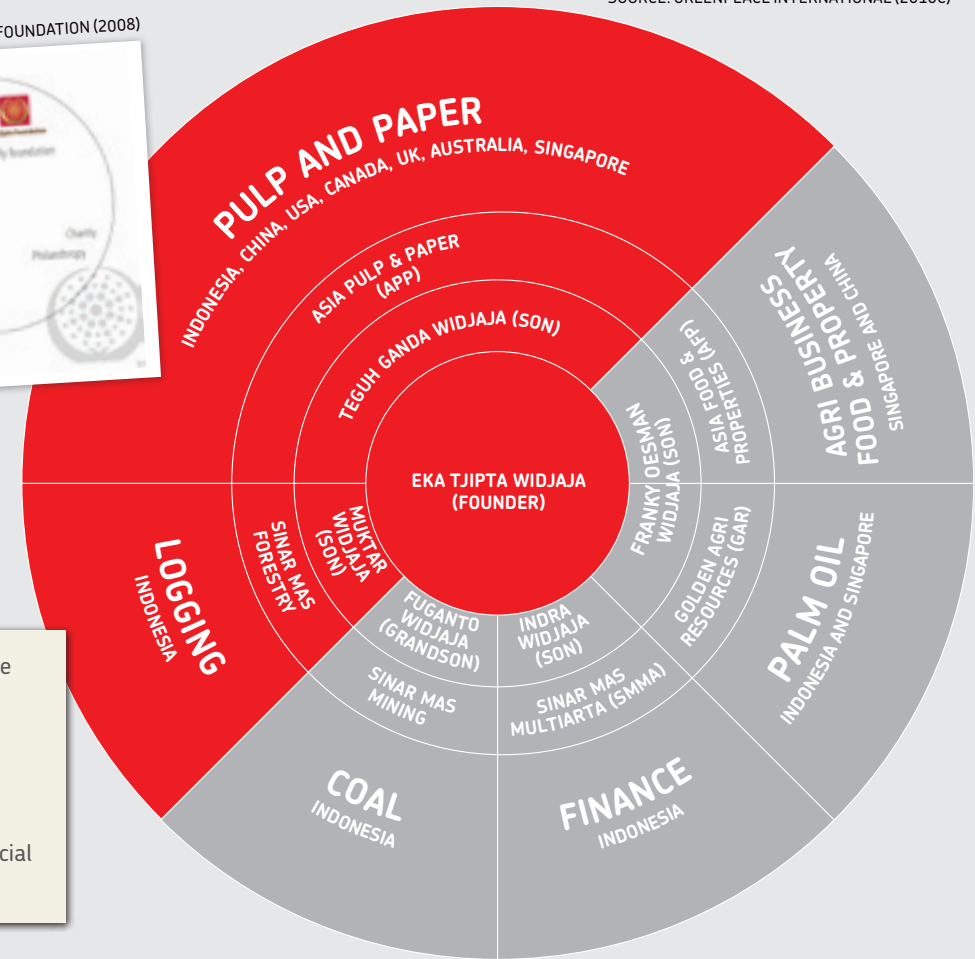 FOUNDATION (2008)
Charity
Philanthropy
PULP AND PAPER
INDONESIA, CHINA, USA, CANADA, UK, AUSTRALIA, SINGAPORE
ASIA PULP & PAPER
(APP)
TEGUH GANDA WIDJAJA (SON)
EKA TJIPTA WIDJAJA
(FOUNDER)
AGRI BUSINESS
FOOD & PROPERTY
SINGAPORE AND CHINA
ASIA FOOD &
PROPERTIES (AFP)
FRANKY OESMAN
WIDJAJA (SON)
GOLDEN AGRI
RESOURCES (GAR)
PALM OIL
INDONESIA AND SINGAPORE
LOGGING
INDONESIA
SINAR MAS
FORESTRY
MUKTAR
WIDJAJA
(SON)
FUGANTO
WIDJAJA
(GRANDSON)
SINAR MAS
MINING
COAL
INDONESIA
INDRA
WIDJAJA
(SON)
SINAR MAS
MULTIARTA (SMMA)
FINANCE
INDONESIA
e
cial